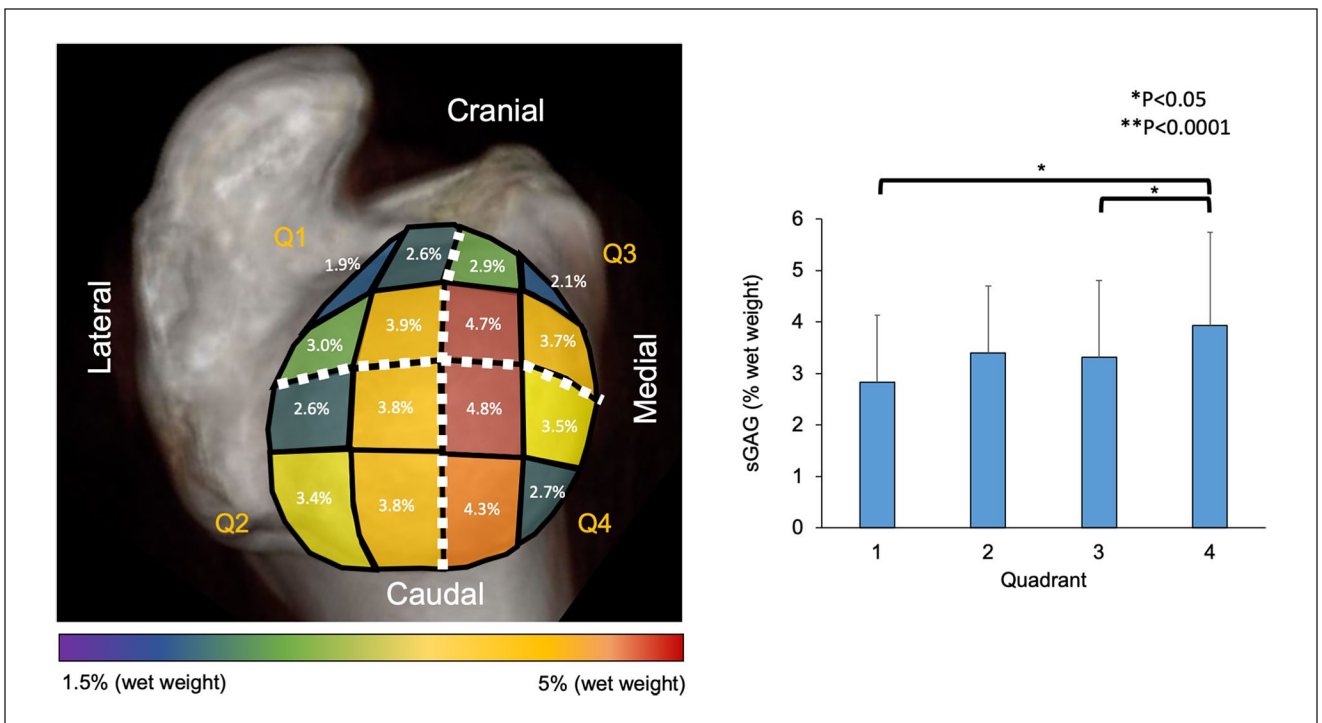 Cranial
Q1
Q3
1.9%
2.6%
2.9%
2.1%
3.0%
3.9%
4.7%
3.7%
Lateral
Medial
2.6%
3.8%
4.8%
3.5%
3.4%
3.8%
4.3%
2.7%
Q2
Q4
Caudal
1.5% (wet weight)
5% (wet weight)
*P<0.05
**P<0.0001
*
*
sGAG (% wet weight)
6
5
4
3
2
1
0
1 2 3 4
Quadrant